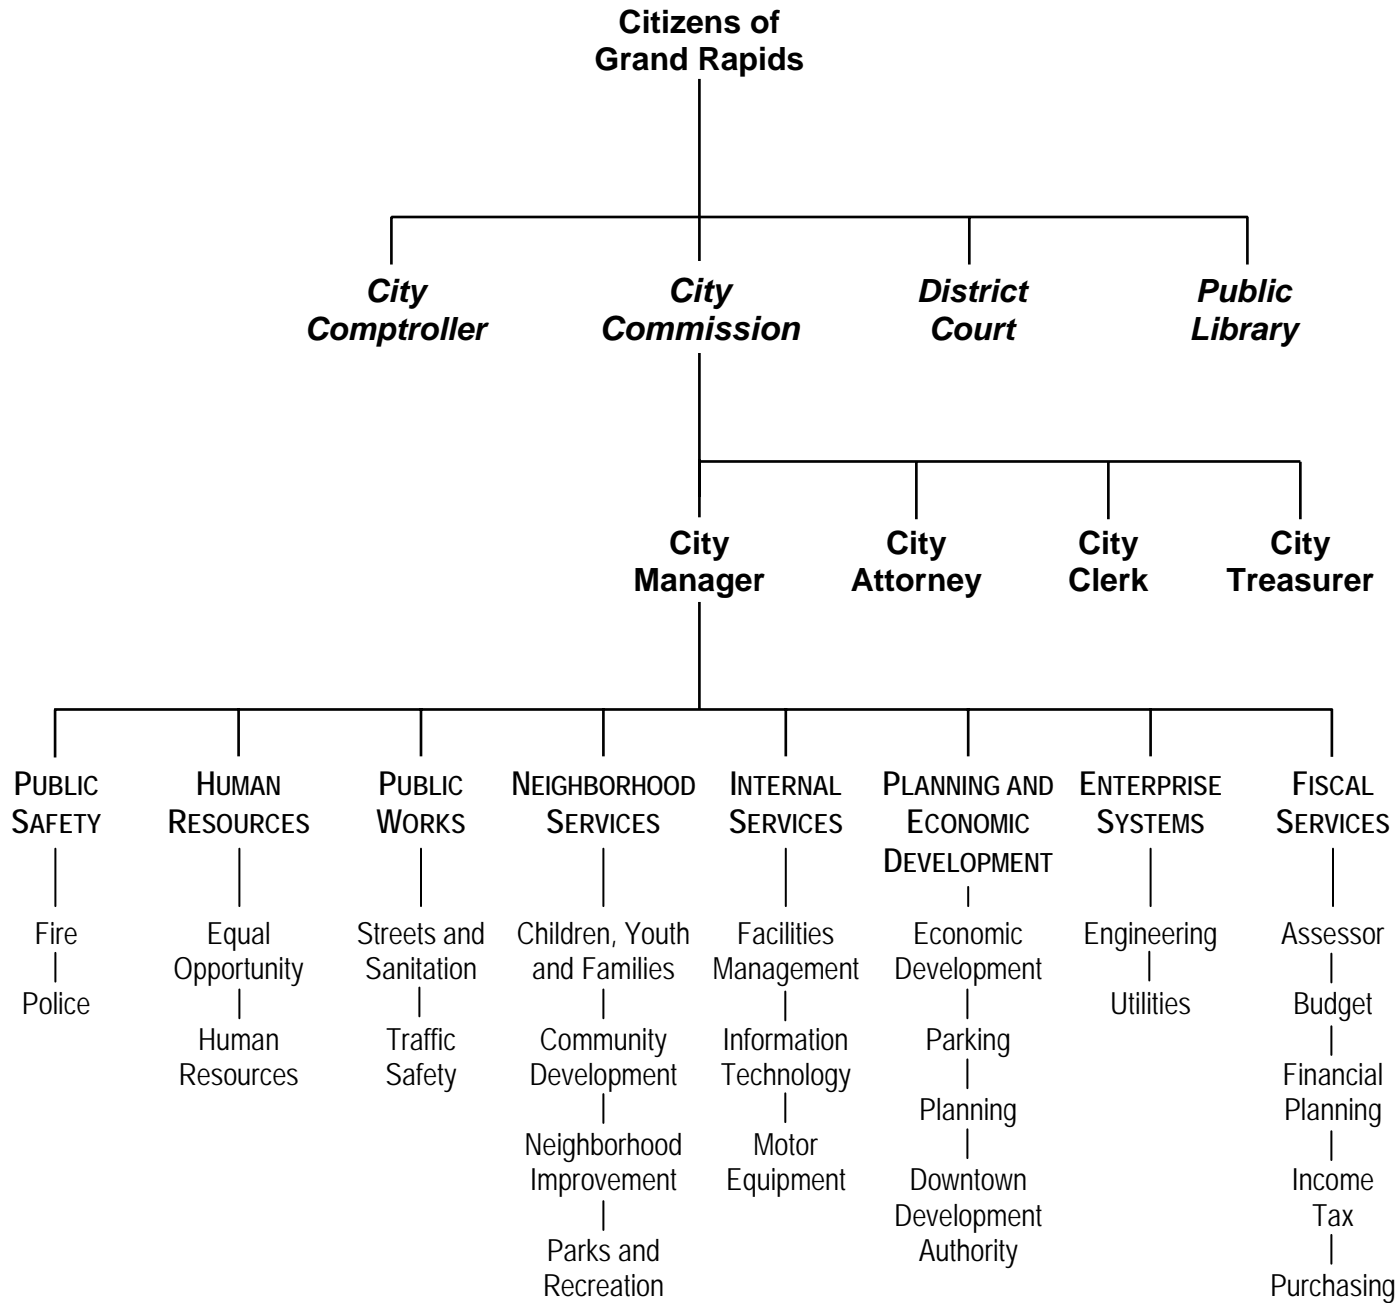 Citizens of
Grand Rapids
City
Comptroller
City
Commission
District
Court
Public
Library
City
Manager
City
Attorney
City
Clerk
City
Treasurer
PUBLIC
SAFETY
HUMAN
RESOURCES
PUBLIC
WORKS
NEIGHBORHOOD
SERVICES
INTERNAL
SERVICES
PLANNING AND
ECONOMIC
DEVELOPMENT
ENTERPRISE
SYSTEMS
FISCAL
SERVICES
Fire
Police
Equal
Opportunity
Human
Resources
Streets and
Sanitation
Traffic
Safety
Children, Youth
and Families
Community
Development
Neighborhood
Improvement
Parks and
Recreation
Facilities
Management
Information
Technology
Motor
Equipment
Economic
Development
Parking
Planning
Downtown
Development
Authority
Engineering
Utilities
Assessor
Budget
Financial
Planning
Income
Tax
Purchasing